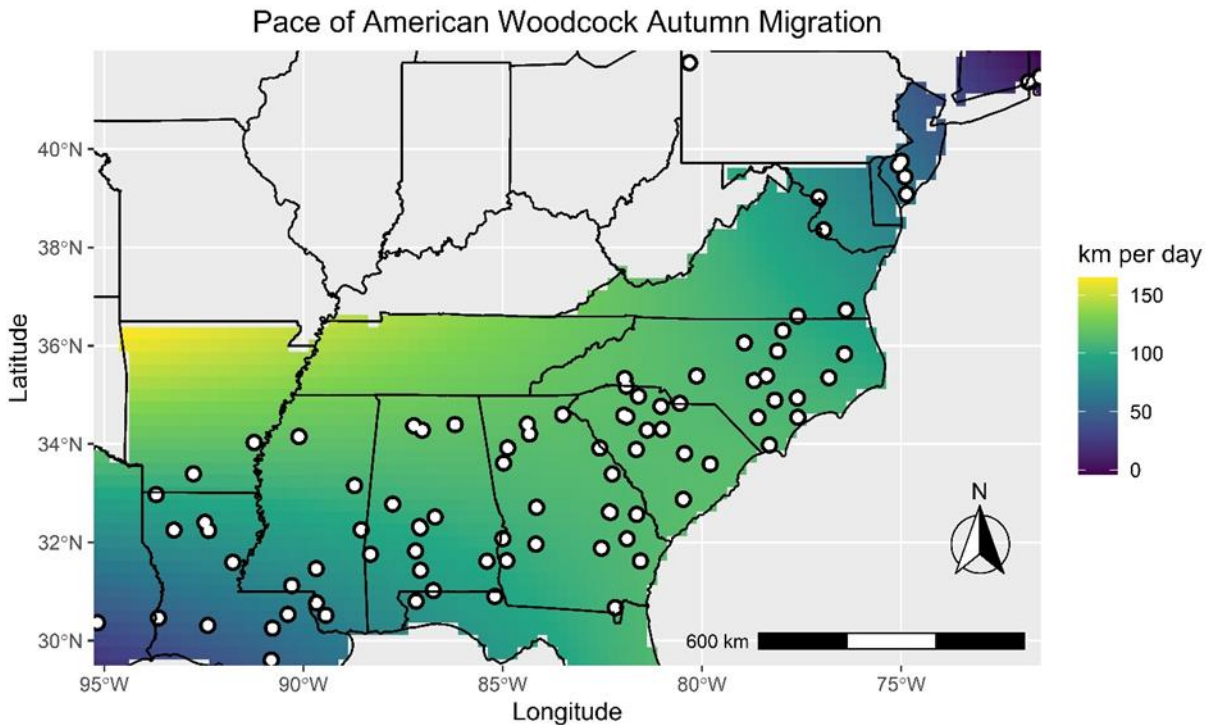 Pace of American Woodcock Autumn Migration
40°N
38°N
36°N
34°N
32°N
30°N
Latitude
95°W
90°W
85°W
80°W
75°W
Longitude
N
600 km
km per day
150
100
50
0